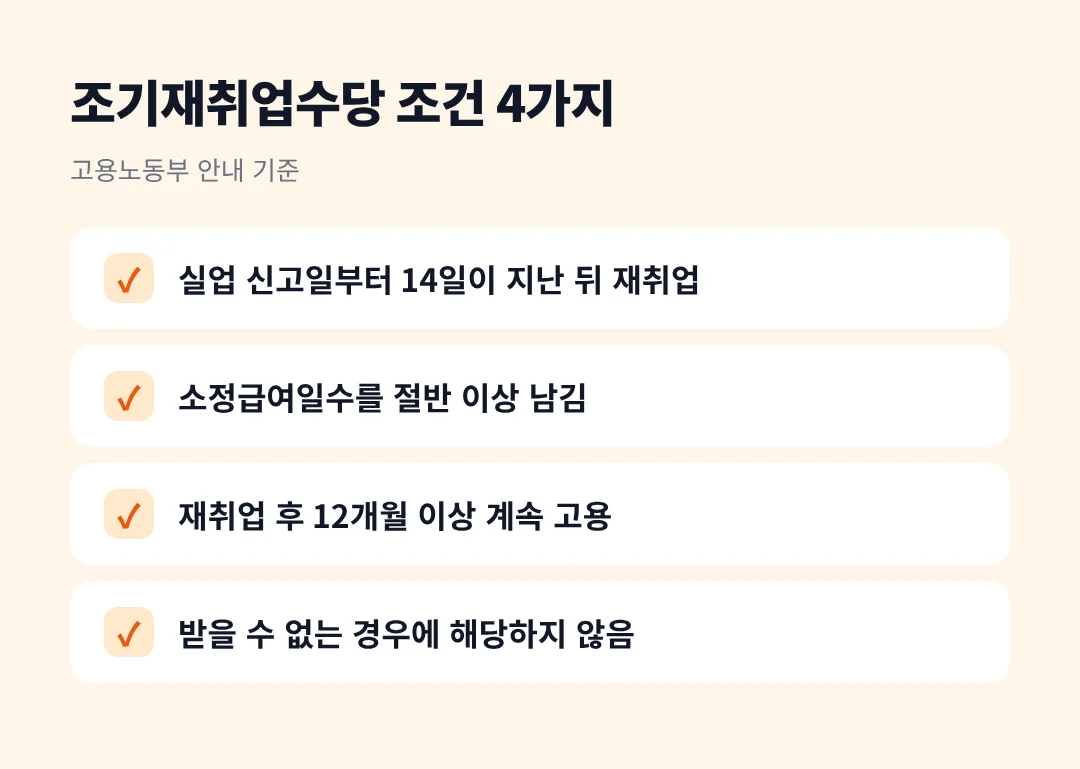 조기재취업수당 조건 4가지
고용노동부 안내 기준
실업 신고일부터 14일이 지난 뒤 재취업
소정급여일수를 절반 이상 남김
재취업 후 12개월 이상 계속 고용
받을 수 없는 경우에 해당하지 않음